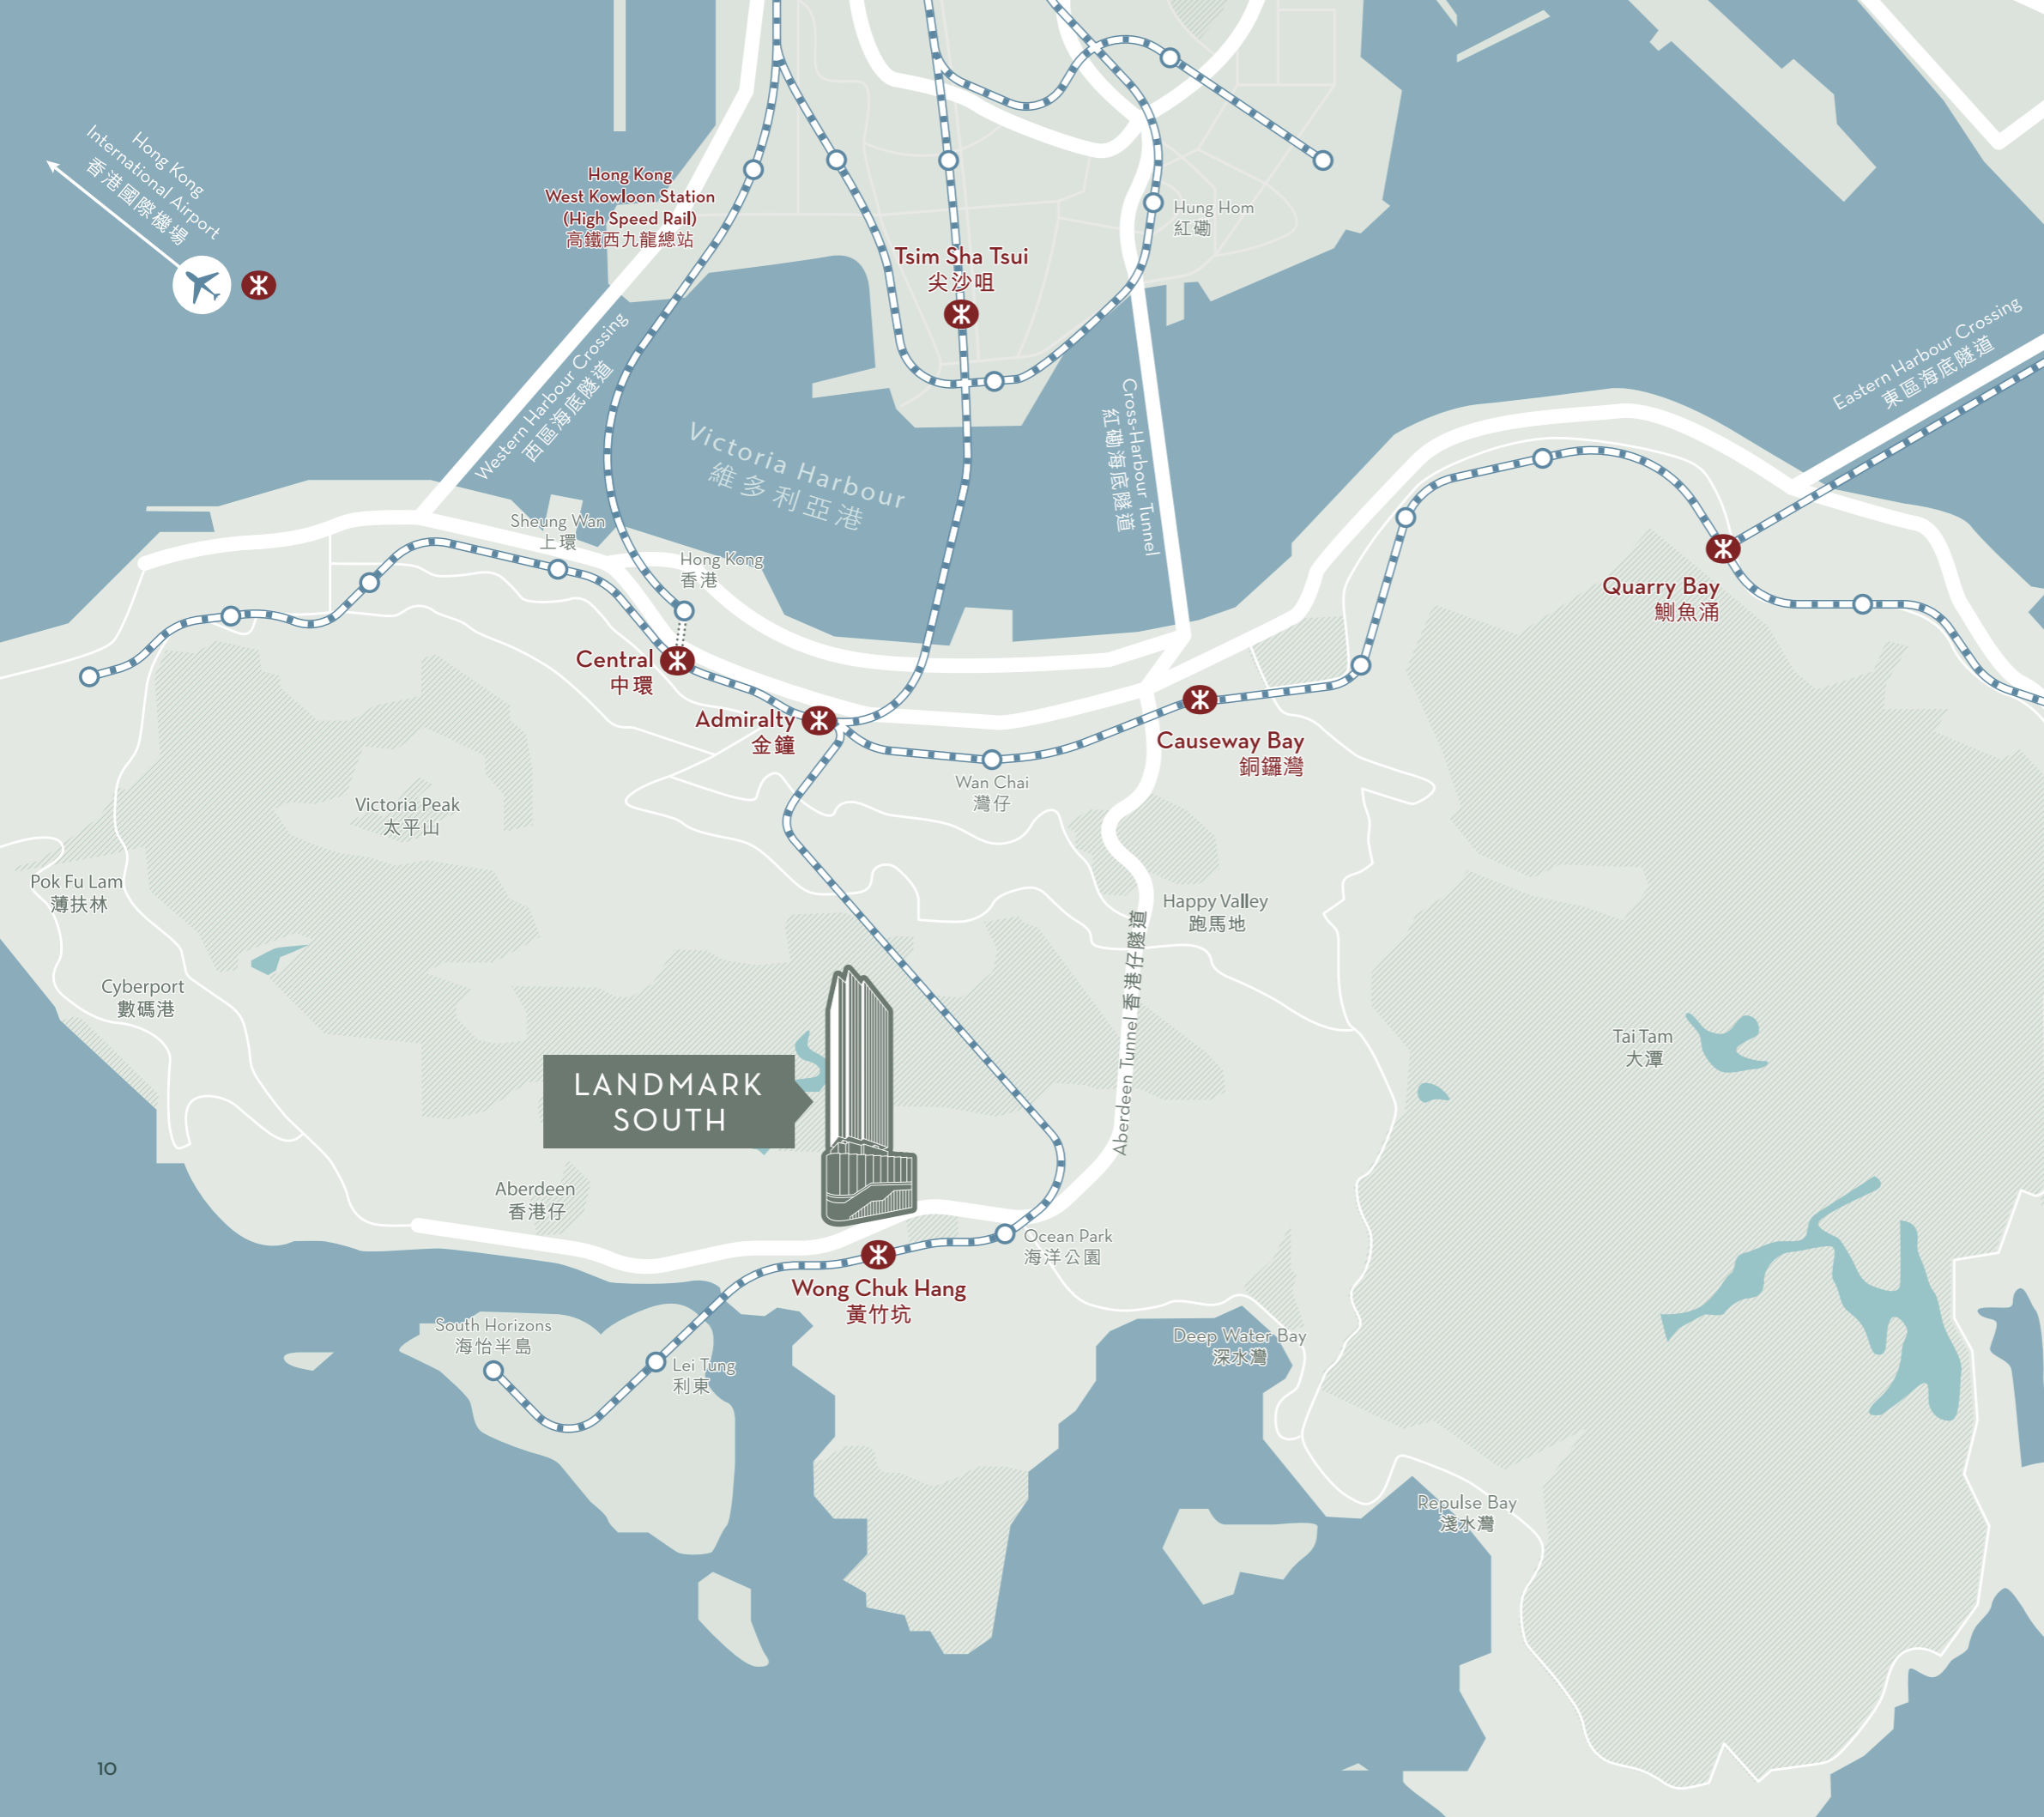 Hong Kong
International Airport
香港國際機場
Hong Kong
West Kowloon Station
(High Speed Rail)
高鐵西九龍總站
Tsim Sha Tsui
尖沙咀
Hung Hom
紅磡
Western Harbour Crossing
西區海底隧道
Victoria Harbour
維多利亞港
Cross-Harbour Tunnel
紅磡海底隧道
Eastern Harbour Crossing
東區海底隧道
Sheung Wan
上環
Hong Kong
香港
Quarry Bay
鰂魚涌
Central
中環
Admiralty
金鐘
Causeway Bay
銅鑼灣
Wan Chai
灣仔
Victoria Peak
太平山
Pok Fu Lam
薄扶林
Happy Valley
跑馬地
Cyberport
數碼港
Aberdeen Tunnel 香港仔隧道
Tai Tam
大潭
LANDMARK
SOUTH
Aberdeen
香港仔
Ocean Park
海洋公園
Wong Chuk Hang
黃竹坑
South Horizons
海怡半島
Lei Tung
利東
Deep Water Bay
深水灣
Repulse Bay
淺水灣
10